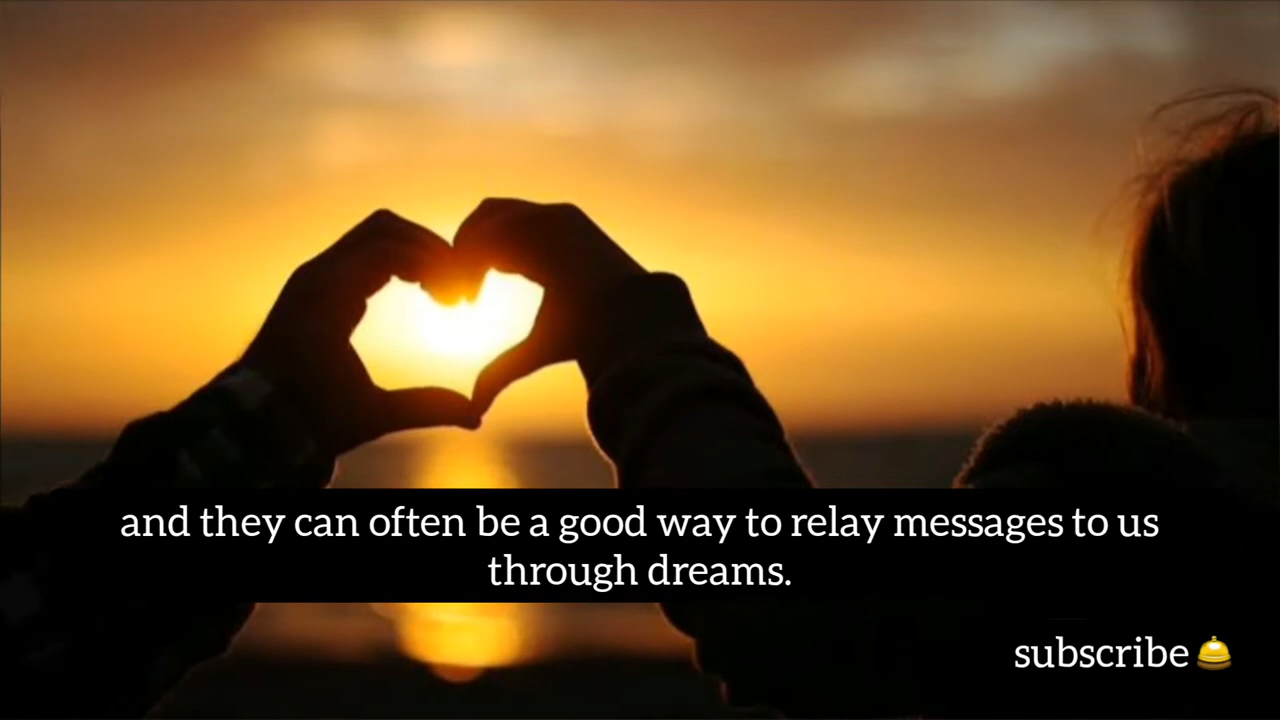 and they can often be a good way to relay messages to us
through dreams.
subscribe